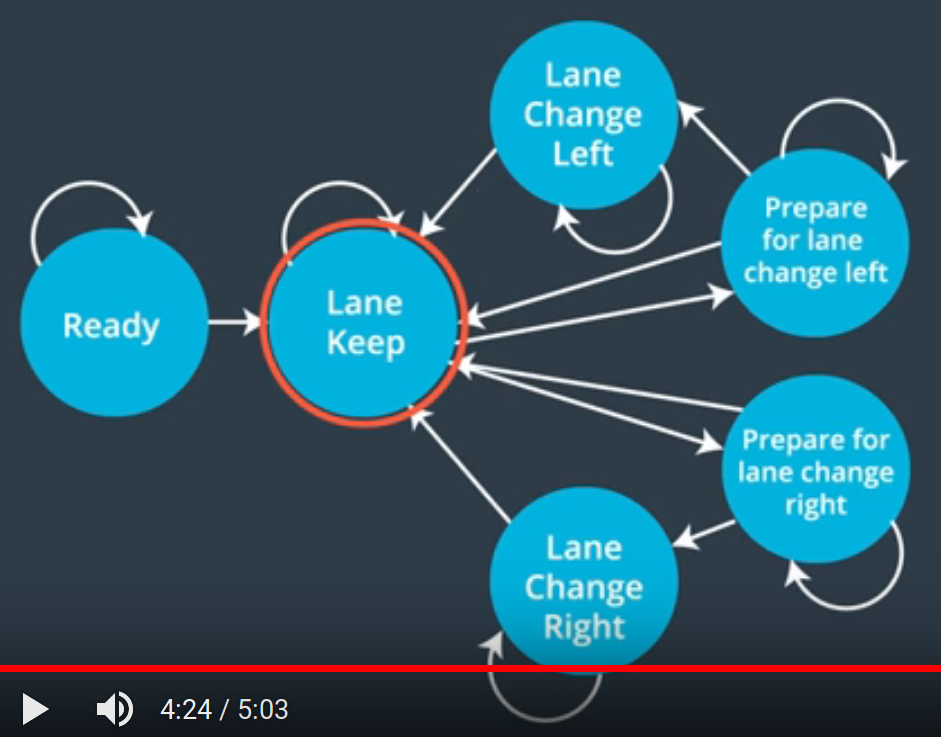 Lane
Change
Left
Prepare
for lane
change left
Ready
Lane
Keep
Prepare for
lane change
right
Lane
Change
Right
4:24 / 5:03